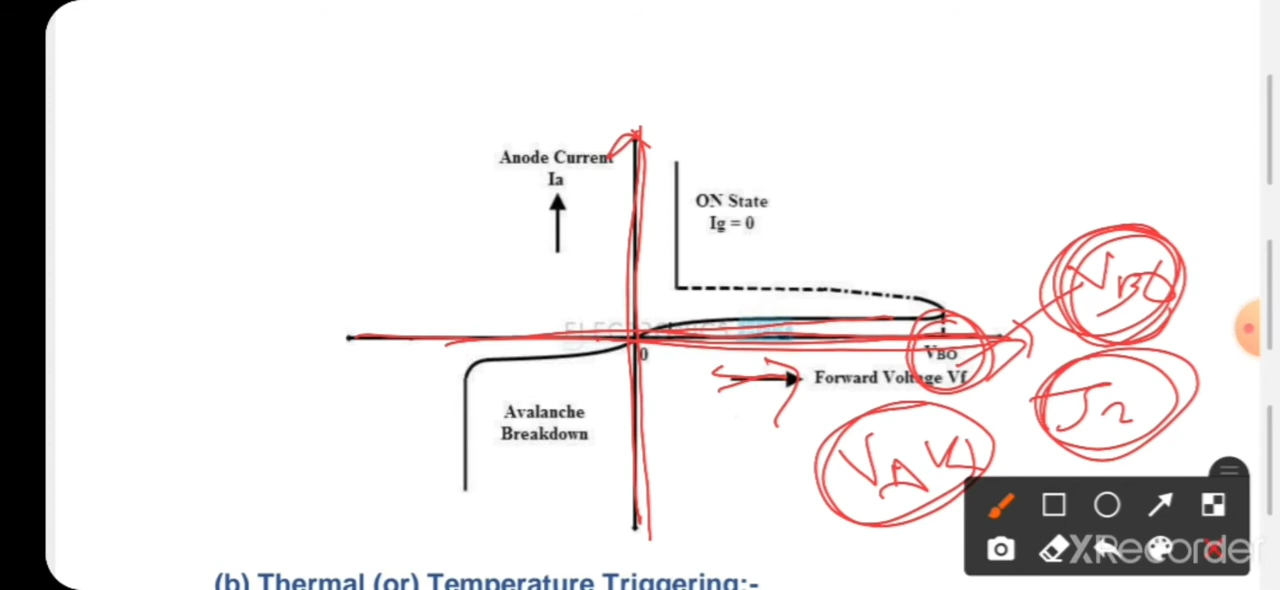 Anode Current
Ia
ON State
Ig = 0
VBO
0
VBO
Forward Voltage Vf
J2
Avalanche
Breakdown
XRecorder
(b) Thermal (or) Temperature Triggering:-